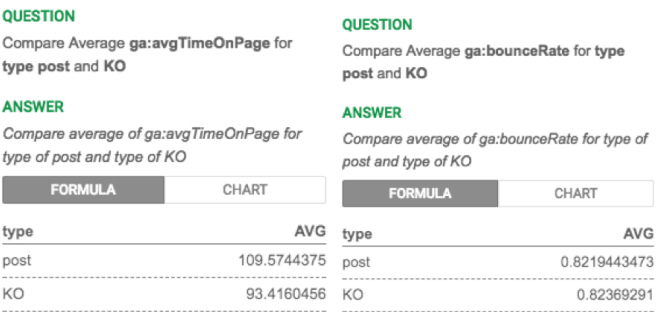 QUESTION
Compare Average ga:avgTimeOnPage for
type post and KO
ANSWER
Compare average of ga:avgTimeOnPage for
type of post and type of KO
FORMULA CHART
type AVG
post 109.5744375
KO 93.4160456
QUESTION
Compare Average ga:bounceRate for type
post and KO
ANSWER
Compare average of ga:bounceRate for type of
post and type of KO
FORMULA CHART
type AVG
post 0.8219443473
KO 0.82369291